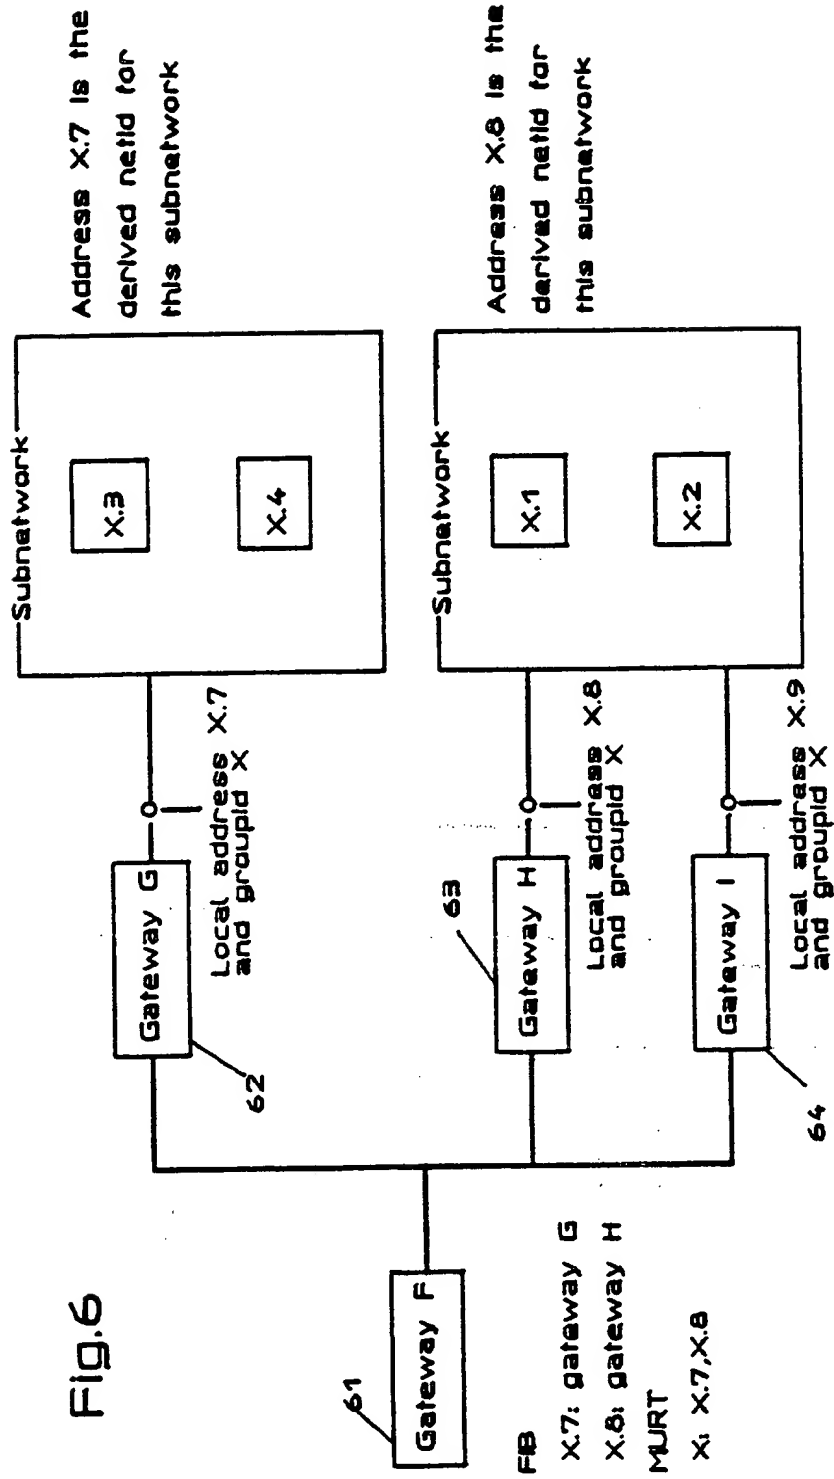 Fig.6
61
Gateway F
FIB
X.7: gateway G
X.8: gateway H
MURT
X: X.7,X.8
62
Gateway G
Local address X.7
and groupid X
Subnetwork
X.3
X.4
Address X.7 is the
derived netid for
this subnetwork
63
Gateway H
Local address X.8
and groupid X
64
Gateway I
Local address X.9
and groupid X
Subnetwork
X.1
X.2
Address X.8 is the
derived netid for
this subnetwork